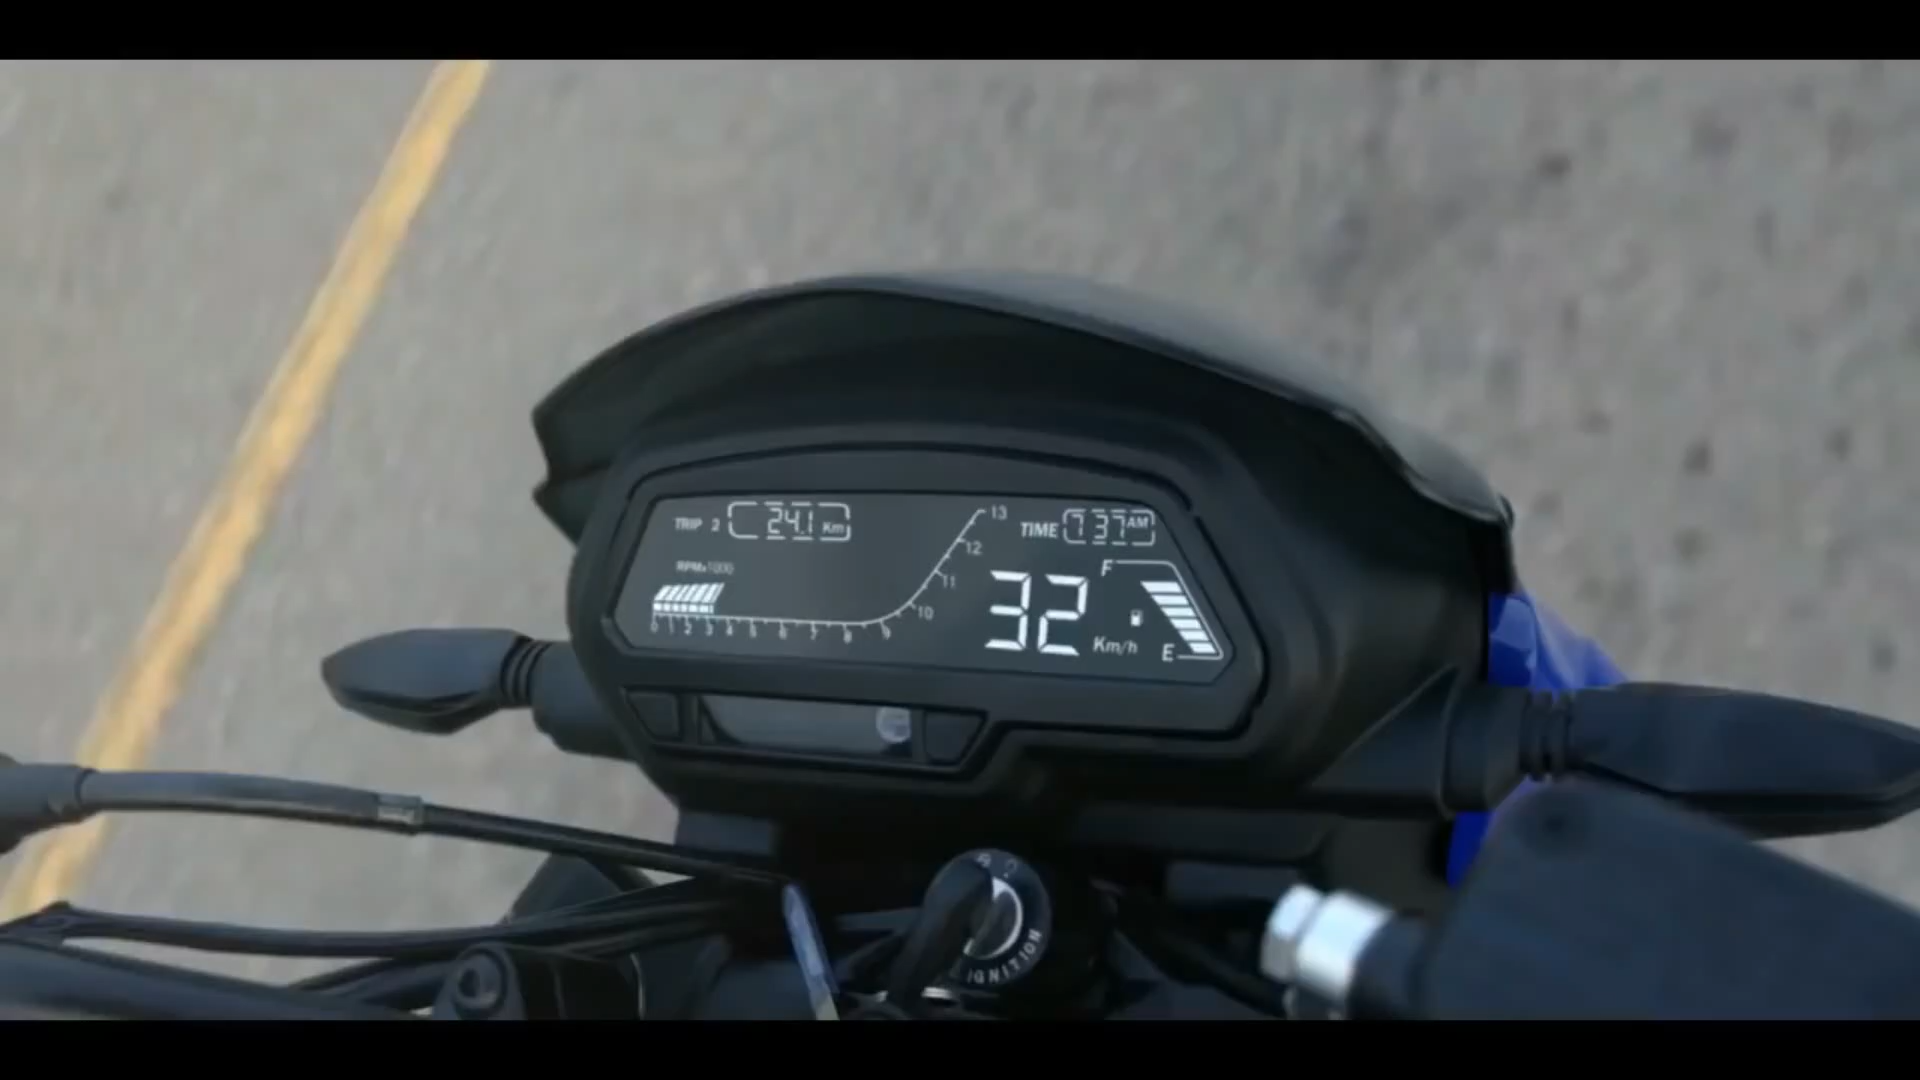 TRIP 2 24.1 Km
TIME 7 37 AM
RPMx1000
0 1 2 3 4 5 6 7 8 9 10 11 12 13
32 Km/h
F
E
IGNITION